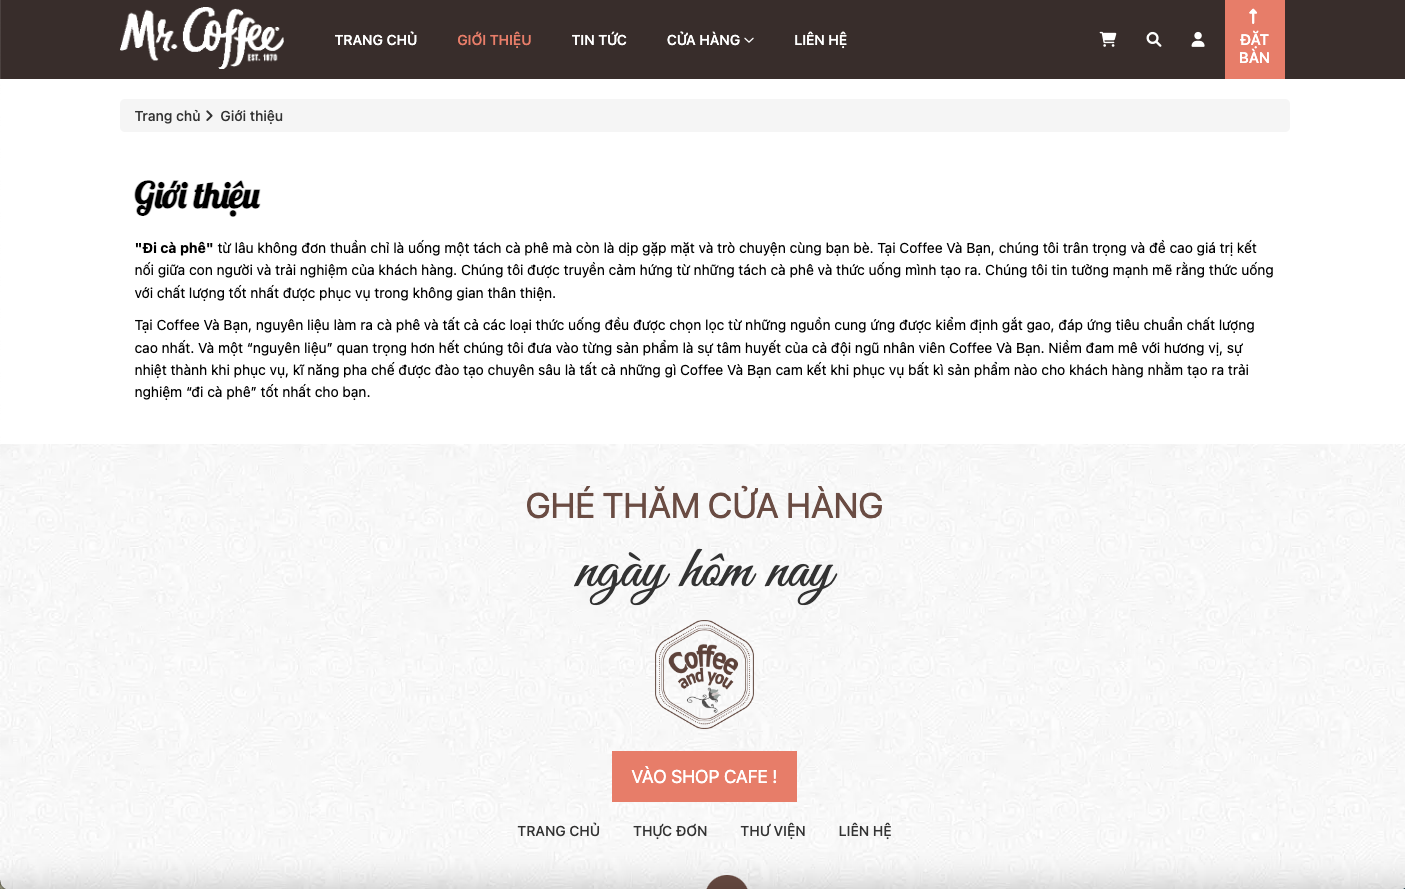 Mr. Coffee
EST. 1970
TRANG CHỦ
GIỚI THIỆU
TIN TỨC
CỬA HÀNG
LIÊN HỆ
ĐẶT
BÀN
Trang chủ
Giới thiệu
Giới thiệu
"Đi cà phê" từ lâu không đơn thuần chỉ là uống một tách cà phê mà còn là dịp gặp mặt và trò chuyện cùng bạn bè. Tại Coffee Và Bạn, chúng tôi trân trọng và đề cao giá trị kết
nối giữa con người và trải nghiệm của khách hàng. Chúng tôi được truyền cảm hứng từ những tách cà phê và thức uống mình tạo ra. Chúng tôi tin tưởng mạnh mẽ rằng thức uống
với chất lượng tốt nhất được phục vụ trong không gian thân thiện.
Tại Coffee Và Bạn, nguyên liệu làm ra cà phê và tất cả các loại thức uống đều được chọn lọc từ những nguồn cung ứng được kiểm định gắt gao, đáp ứng tiêu chuẩn chất lượng
cao nhất. Và một “nguyên liệu” quan trọng hơn hết chúng tôi đưa vào từng sản phẩm là sự tâm huyết của cả đội ngũ nhân viên Coffee Và Bạn. Niềm đam mê với hương vị, sự
nhiệt thành khi phục vụ, kĩ năng pha chế được đào tạo chuyên sâu là tất cả những gì Coffee Và Bạn cam kết khi phục vụ bất kì sản phẩm nào cho khách hàng nhằm tạo ra trải
nghiệm “đi cà phê” tốt nhất cho bạn.
GHÉ THĂM CỬA HÀNG
ngày hôm nay
Coffee
and you
VÀO SHOP CAFE !
TRANG CHỦ
THỰC ĐƠN
THƯ VIỆN
LIÊN HỆ